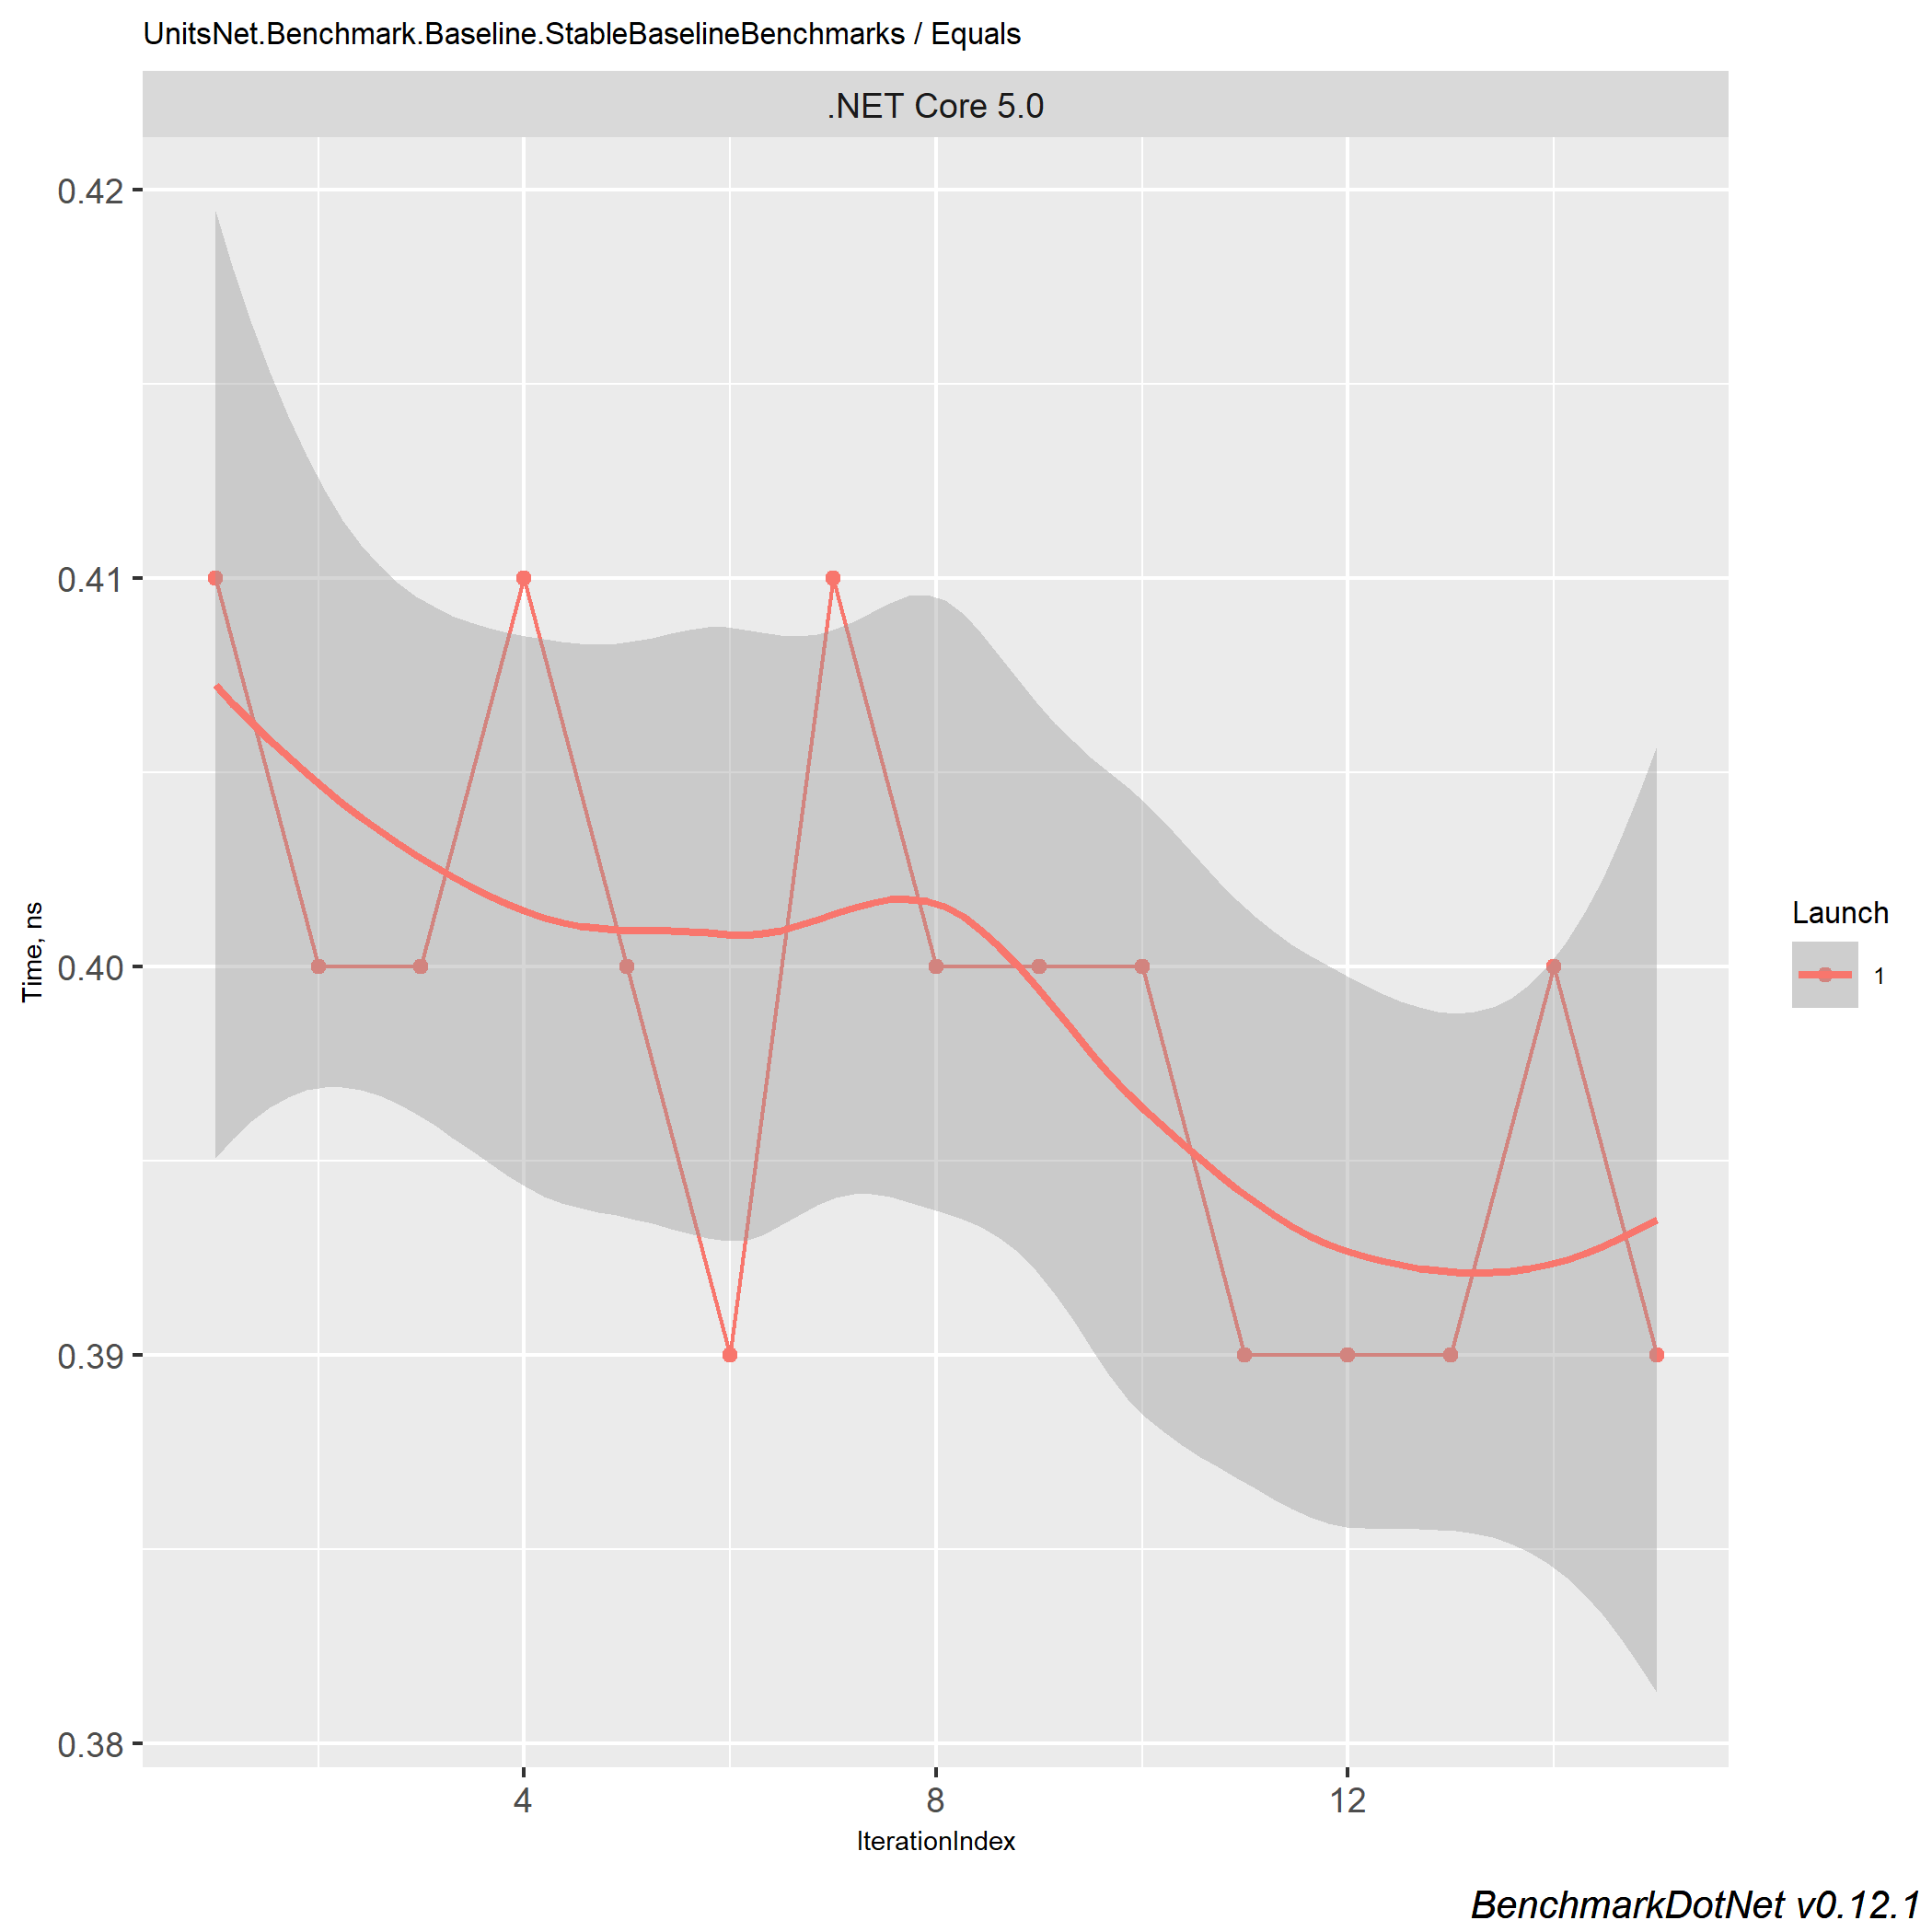 UnitsNet.Benchmark.Baseline.StableBaselineBenchmarks / Equals
.NET Core 5.0
0.42
0.41
0.40
0.39
0.38
Time, ns
4
8
12
IterationIndex
Launch
1
BenchmarkDotNet v0.12.1